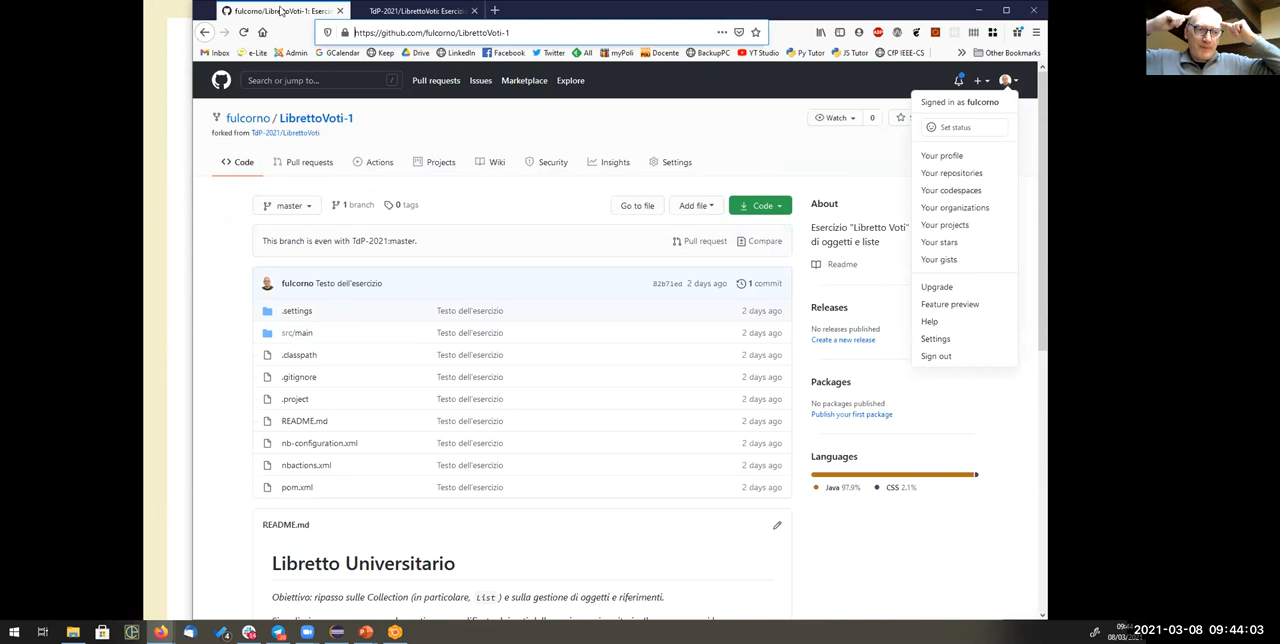 fulcorno/LibrettoVoti-1: Eserci
TdP-2021/LibrettoVoti: Esercizi
https://github.com/fulcorno/LibrettoVoti-1
Inbox
e-Lite
Admin
GCalendar
Keep
Drive
LinkedIn
Facebook
Twitter
All
myPoli
Docente
BackupPC
YT Studio
Py Tutor
JS Tutor
CfP IEEE-CS
Other Bookmarks
Search or jump to...
/
Pull requests
Issues
Marketplace
Explore
fulcorno / LibrettoVoti-1
forked from TdP-2021/LibrettoVoti
Watch
0
Code
Pull requests
Actions
Projects
Wiki
Security
Insights
Settings
master
1 branch
0 tags
Go to file
Add file
Code
This branch is even with TdP-2021:master.
Pull request
Compare
fulcorno Testo dell'esercizio
82b71ed 2 days ago
1 commit
.settings Testo dell'esercizio 2 days ago
src/main Testo dell'esercizio 2 days ago
.classpath Testo dell'esercizio 2 days ago
.gitignore Testo dell'esercizio 2 days ago
.project Testo dell'esercizio 2 days ago
README.md Testo dell'esercizio 2 days ago
nb-configuration.xml Testo dell'esercizio 2 days ago
nbactions.xml Testo dell'esercizio 2 days ago
pom.xml Testo dell'esercizio 2 days ago
README.md
Libretto Universitario
Obiettivo: ripasso sulle Collection (in particolare, List ) e sulla gestione di oggetti e riferimenti.
About
Esercizio "Libretto Voti"
di oggetti e liste
Readme
Releases
No releases published
Create a new release
Packages
No packages published
Publish your first package
Languages
Java 97.9%
CSS 2.1%
Signed in as fulcorno
Set status
Your profile
Your repositories
Your codespaces
Your organizations
Your projects
Your stars
Your gists
Upgrade
Feature preview
Help
Settings
Sign out
2021-03-08 09:44:03